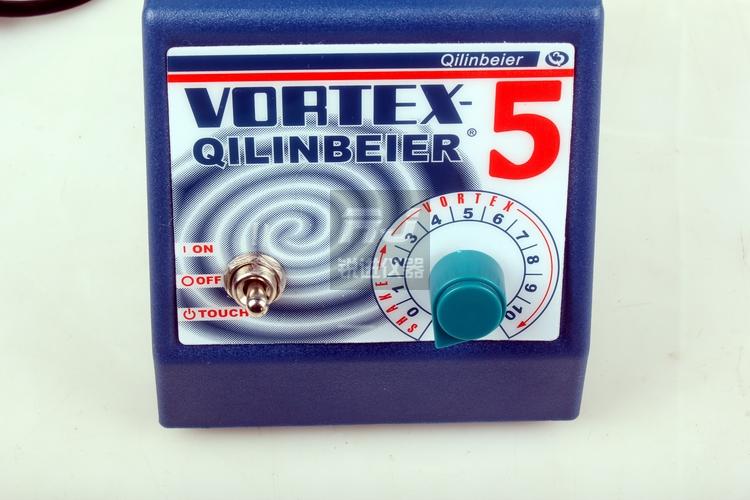 Qilinbeier
VORTEX-5
QILINBEIER®
VORTEX
SHAKE
0 1 2 3 4 5 6 7 8 9 10
I ON
OFF
TOUCH